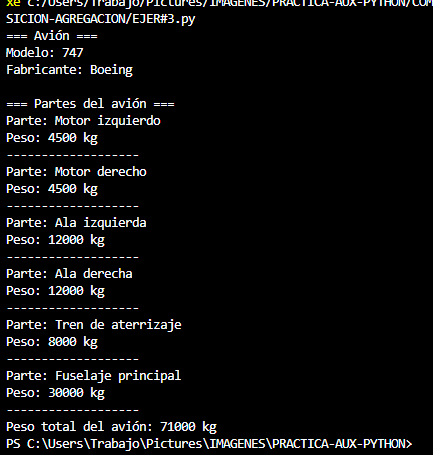 xe c:/Users/Trabajo/Pictures/IMAGENES/PRACTICA-AUX-PYTHON/COM
SICION-AGREGACION/EJER#3.py
=== Avión ===
Modelo: 747
Fabricante: Boeing
=== Partes del avión ===
Parte: Motor izquierdo
Peso: 4500 kg
-------------------
Parte: Motor derecho
Peso: 4500 kg
-------------------
Parte: Ala izquierda
Peso: 12000 kg
-------------------
Parte: Ala derecha
Peso: 12000 kg
-------------------
Parte: Tren de aterrizaje
Peso: 8000 kg
-------------------
Parte: Fuselaje principal
Peso: 30000 kg
-------------------
Peso total del avión: 71000 kg
PS C:\Users\Trabajo\Pictures\IMAGENES\PRACTICA-AUX-PYTHON>